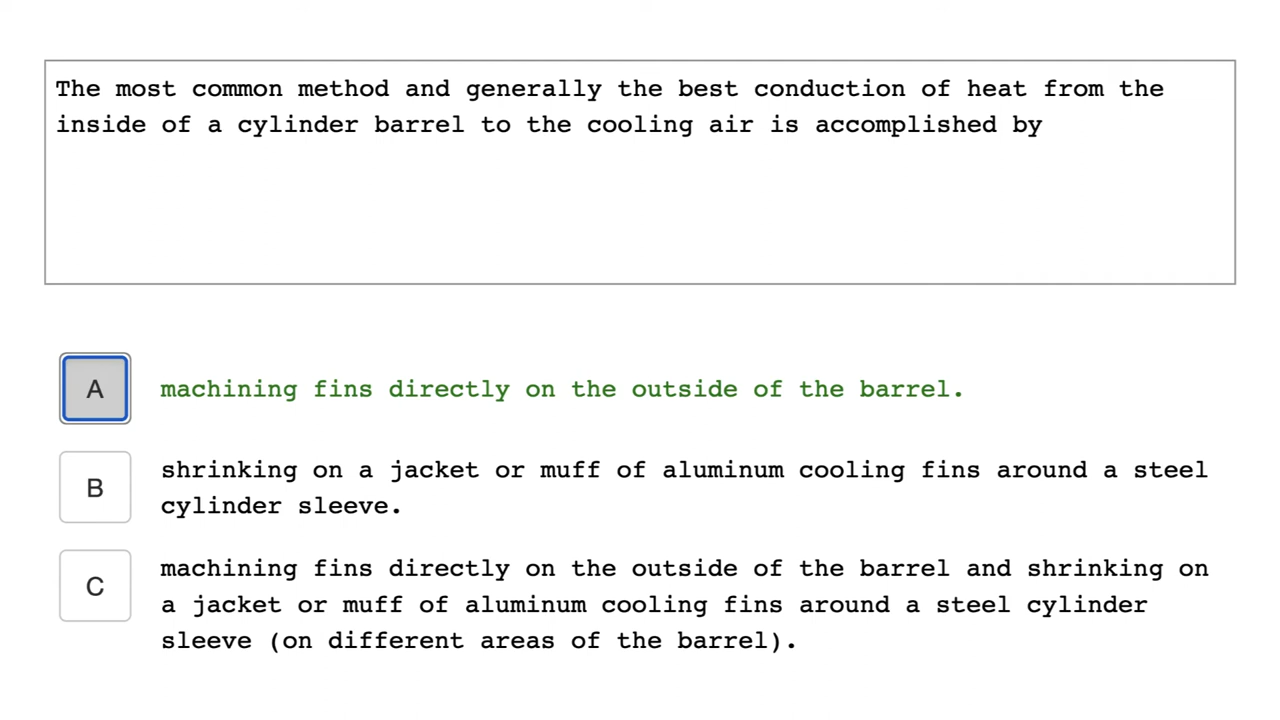 The most common method and generally the best conduction of heat from the
inside of a cylinder barrel to the cooling air is accomplished by
A
machining fins directly on the outside of the barrel.
B
shrinking on a jacket or muff of aluminum cooling fins around a steel
cylinder sleeve.
C
machining fins directly on the outside of the barrel and shrinking on
a jacket or muff of aluminum cooling fins around a steel cylinder
sleeve (on different areas of the barrel).